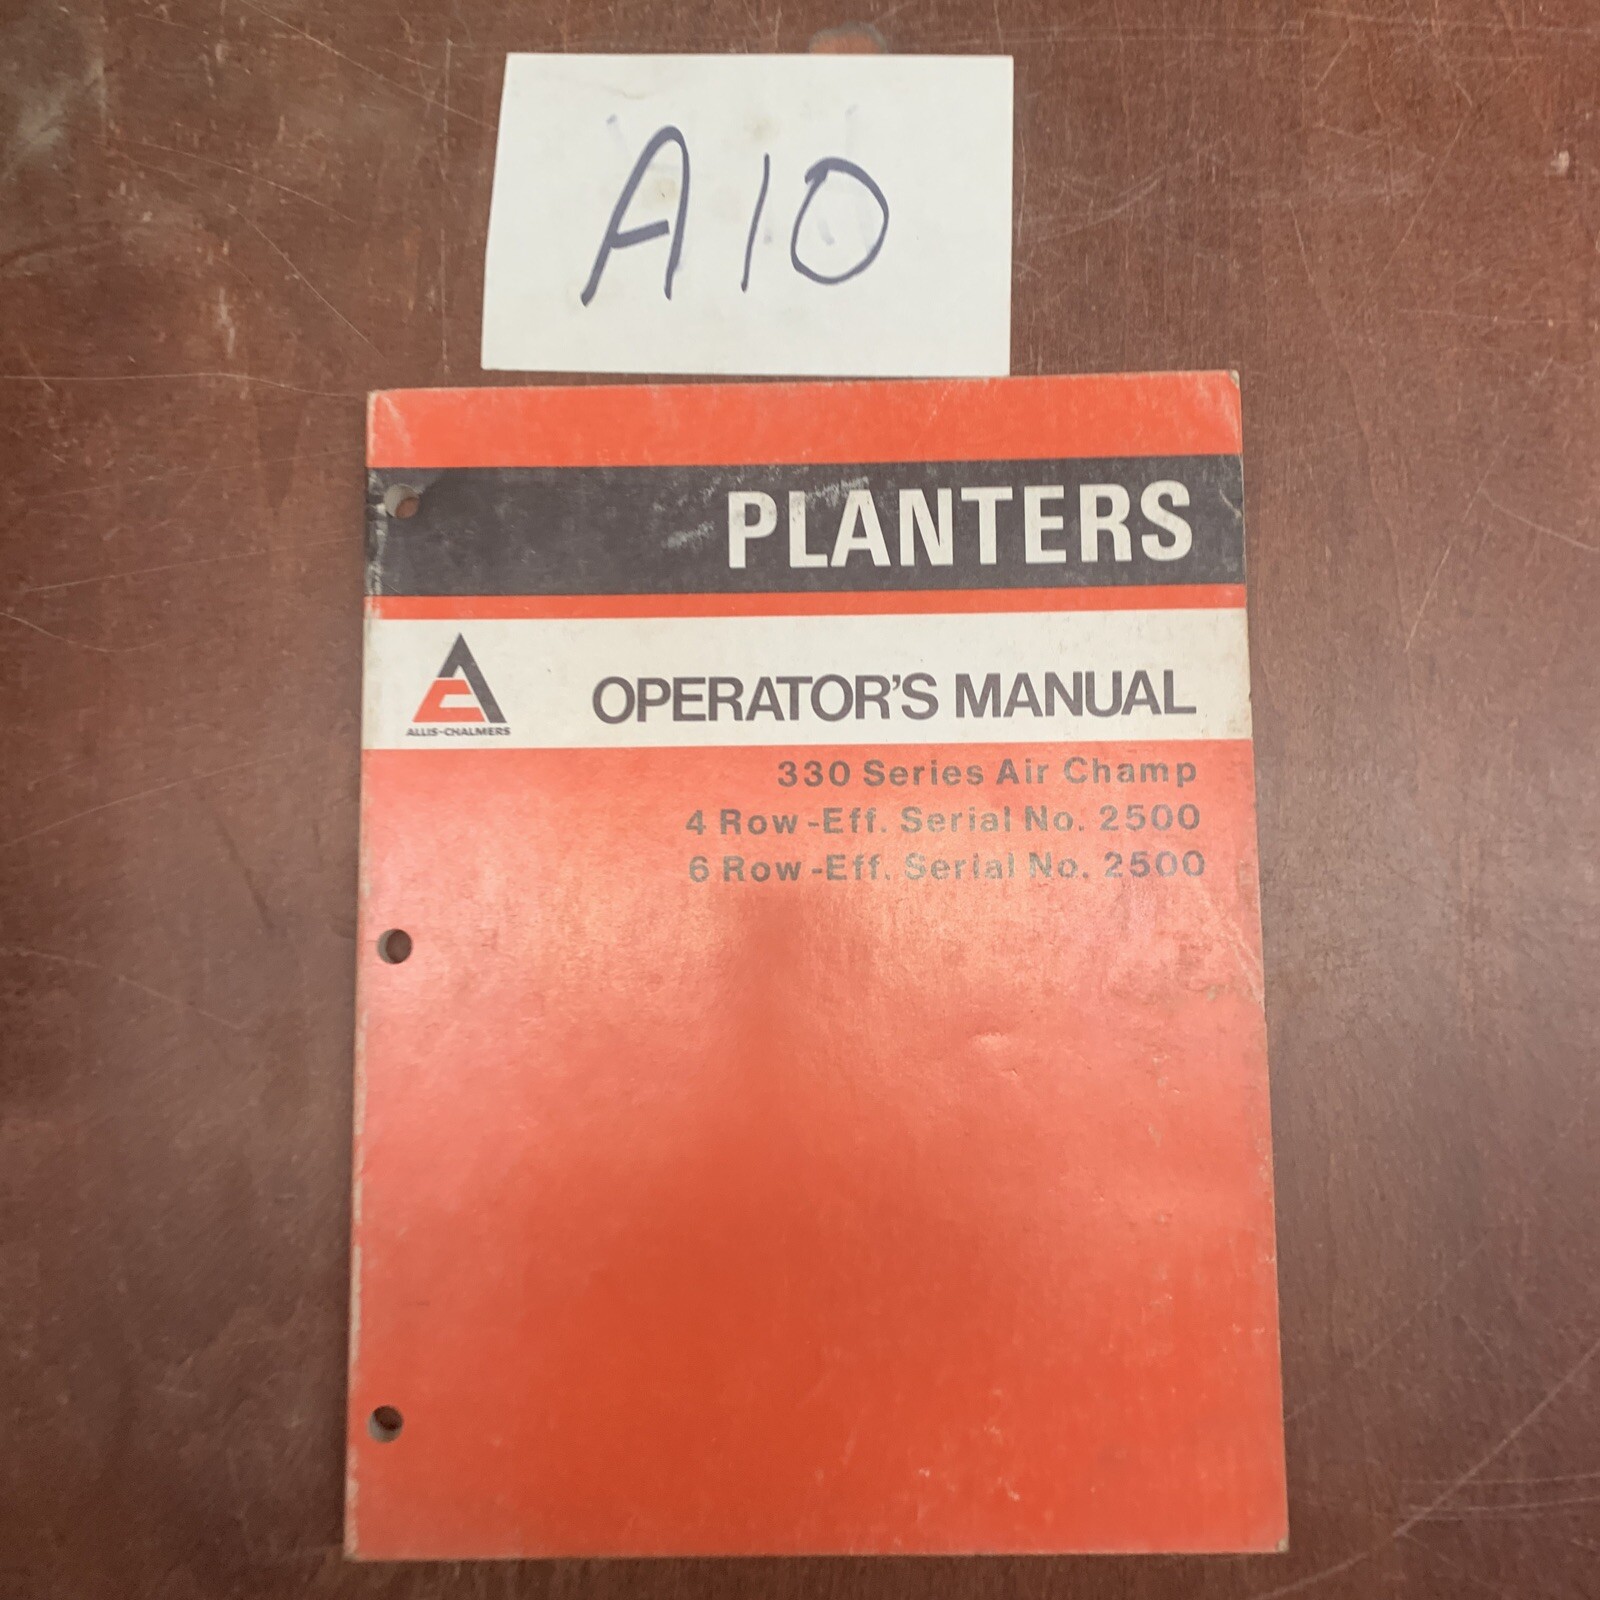 A10
PLANTERS
ALLIS-CHALMERS
OPERATOR'S MANUAL
330 Series Air Champ
4 Row-Eff. Serial No. 2500
6 Row-Eff. Serial No. 2500